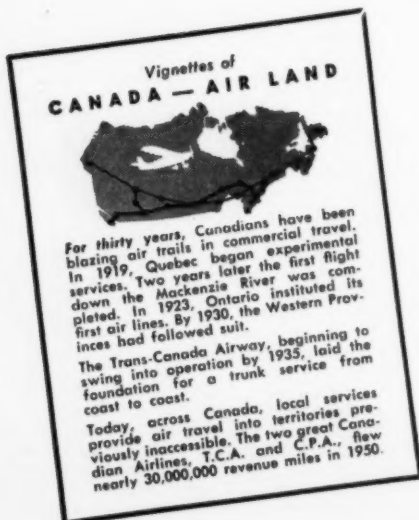 Vignettes of
CANADA — AIR LAND
For thirty years, Canadians have been
blazing air trails in commercial travel.
In 1919, Quebec began experimental
services. Two years later the first flight
down the Mackenzie River was com-
pleted. In 1923, Ontario instituted its
first air lines. By 1930, the Western Prov-
inces had followed suit.
The Trans-Canada Airway, beginning to
swing into operation by 1935, laid the
foundation for a trunk service from
coast to coast.
Today, across Canada, local services
provide air travel into territories pre-
viously inaccessible. The two great Cana-
dian Airlines, T.C.A. and C.P.A., flew
nearly 30,000,000 revenue miles in 1950.